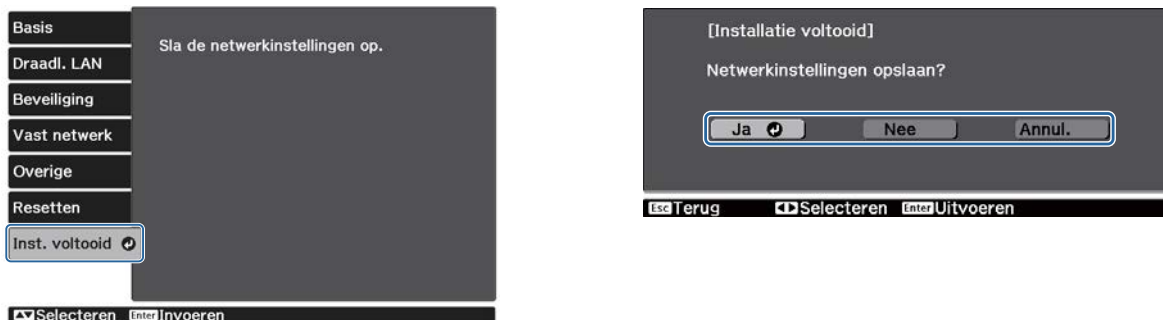 Basis
Sla de netwerkinstellingen op.
Draadl. LAN
Beveiliging
Vast netwerk
Overige
Resetten
Inst. voltooid
Selecteren Enter Invoeren
[Installatie voltooid]
Netwerkinstellingen opslaan?
Ja Nee Annul.
Esc Terug Selecteren Enter Uitvoeren